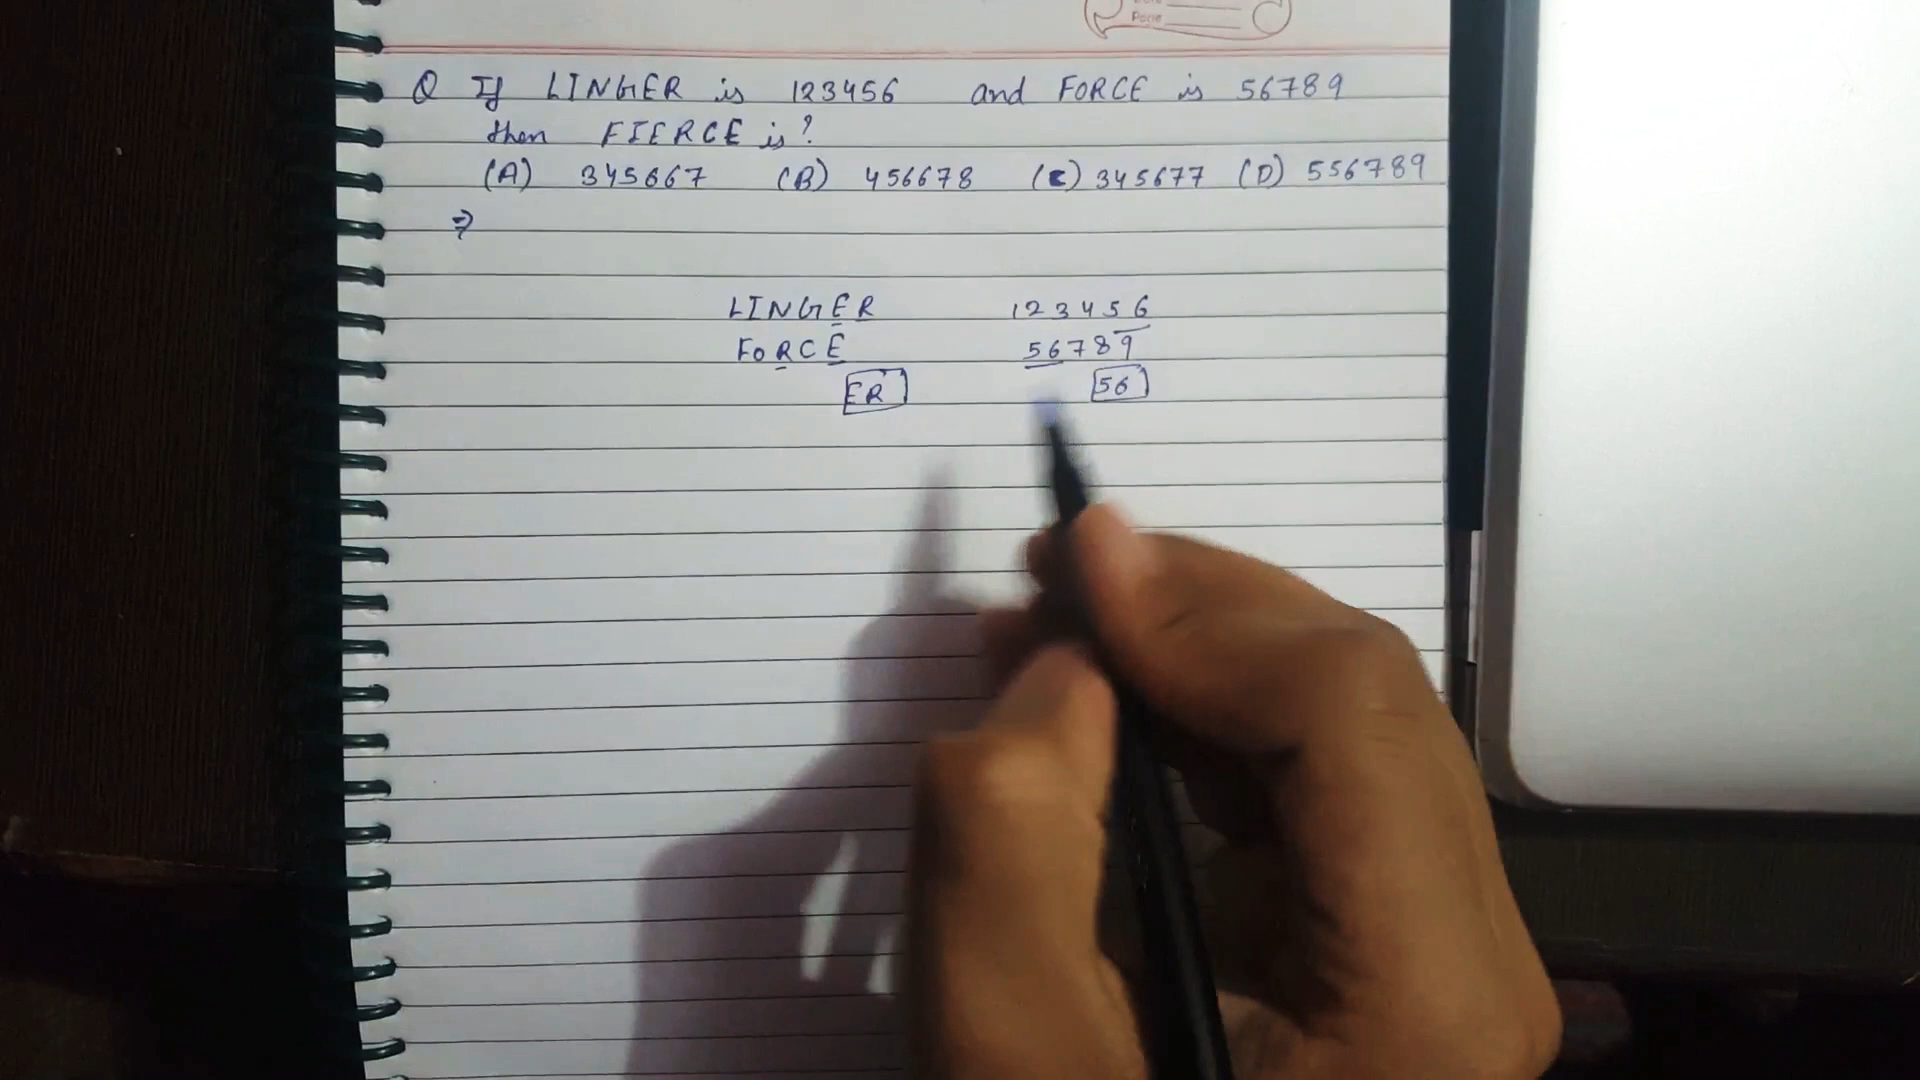 Page
Q If LINGER is 123456 and FORCE is 56789
then FIERCE is?
(A) 345667 (B) 456678 (C) 345677 (D) 556789
⇒
LINGER 123456
FORCE 56789
ER 56